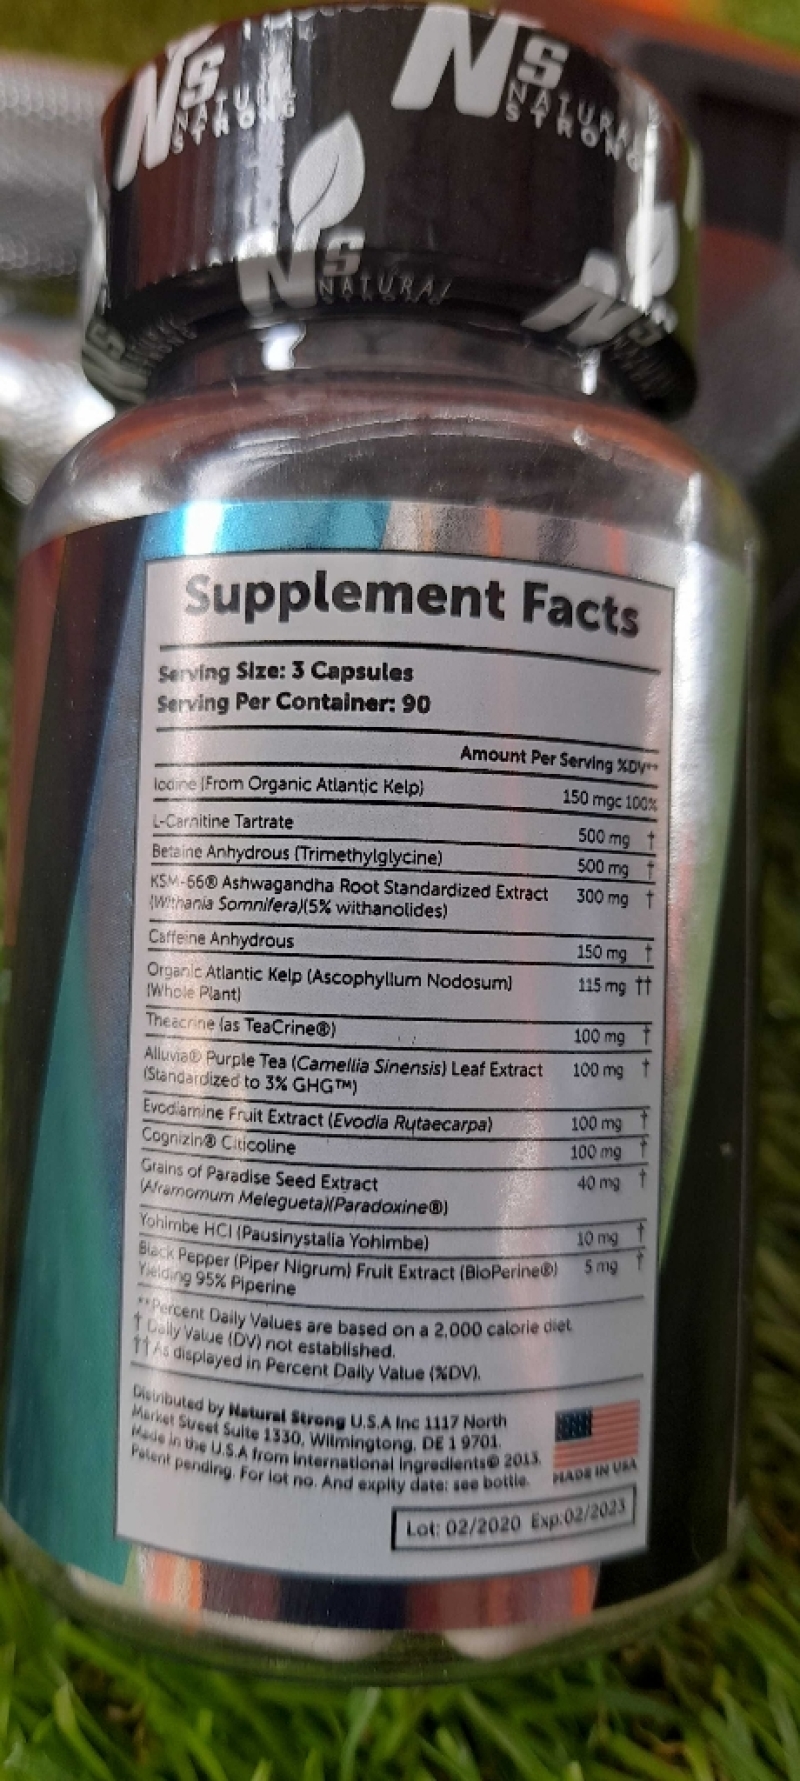 NS NATURAL STRONG
NS NATURAL STRONG
NS NATURAL
Supplement Facts
Serving Size: 3 Capsules
Serving Per Container: 90
Amount Per Serving %DV**
Iodine (From Organic Atlantic Kelp) 150 mgc 100%
L-Carnitine Tartrate 500 mg †
Betaine Anhydrous (Trimethylglycine) 500 mg †
KSM-66® Ashwagandha Root Standardized Extract 300 mg †
(Withania Somnifera)(5% withanolides)
Caffeine Anhydrous 150 mg †
Organic Atlantic Kelp (Ascophyllum Nodosum) 115 mg ††
(Whole Plant)
Theacrine (as TeaCrine®) 100 mg †
Alluvia® Purple Tea (Camellia Sinensis) Leaf Extract 100 mg †
(Standardized to 3% GHG™)
Evodiamine Fruit Extract (Evodia Rutaecarpa) 100 mg †
Cognizin® Citicoline 100 mg †
Grains of Paradise Seed Extract 40 mg †
(Aframomum Melegueta)(Paradoxine®)
Yohimbe HCI (Pausinystalia Yohimbe) 10 mg †
Black Pepper (Piper Nigrum) Fruit Extract (BioPerine®) 5 mg †
Yielding 95% Piperine
**Percent Daily Values are based on a 2,000 calorie diet.
† Daily Value (DV) not established.
†† As displayed in Percent Daily Value (%DV).
Distributed by Natural Strong U.S.A Inc 1117 North
Market Street Suite 1330, Wilmingtong, DE 1 9701.
Made in the U.S.A from international ingredients© 2013.
Patent pending. For lot no. And expity date: see bottle.
MADE IN USA
Lot: 02/2020 Exp:02/2023